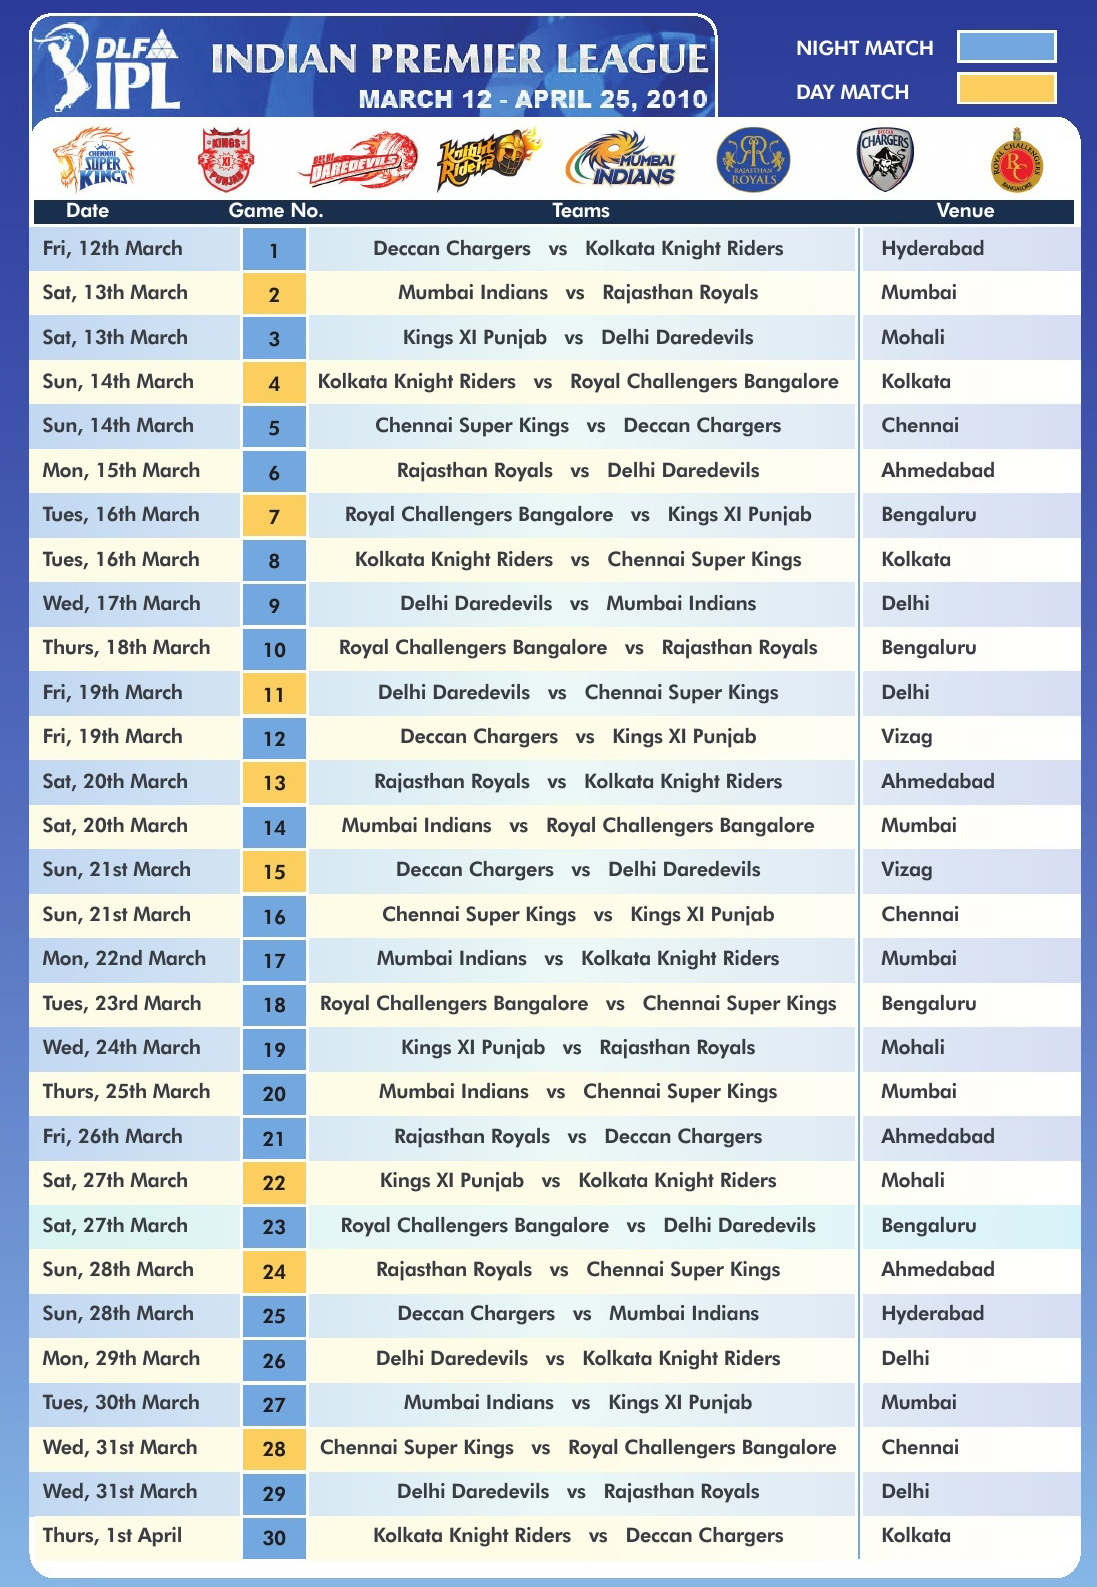 DLF
IPL
INDIAN PREMIER LEAGUE
MARCH 12 - APRIL 25, 2010
NIGHT MATCH
DAY MATCH
CHENNAI SUPER KINGS
KINGS XI PUNJAB
DELHI DAREDEVILS
Knight Riders
MUMBAI INDIANS
RR RAJASTHAN ROYALS
DECCAN CHARGERS
ROYAL CHALLENGERS RC BANGALORE
Date Game No. Teams Venue
Fri, 12th March 1 Deccan Chargers vs Kolkata Knight Riders Hyderabad
Sat, 13th March 2 Mumbai Indians vs Rajasthan Royals Mumbai
Sat, 13th March 3 Kings XI Punjab vs Delhi Daredevils Mohali
Sun, 14th March 4 Kolkata Knight Riders vs Royal Challengers Bangalore Kolkata
Sun, 14th March 5 Chennai Super Kings vs Deccan Chargers Chennai
Mon, 15th March 6 Rajasthan Royals vs Delhi Daredevils Ahmedabad
Tues, 16th March 7 Royal Challengers Bangalore vs Kings XI Punjab Bengaluru
Tues, 16th March 8 Kolkata Knight Riders vs Chennai Super Kings Kolkata
Wed, 17th March 9 Delhi Daredevils vs Mumbai Indians Delhi
Thurs, 18th March 10 Royal Challengers Bangalore vs Rajasthan Royals Bengaluru
Fri, 19th March 11 Delhi Daredevils vs Chennai Super Kings Delhi
Fri, 19th March 12 Deccan Chargers vs Kings XI Punjab Vizag
Sat, 20th March 13 Rajasthan Royals vs Kolkata Knight Riders Ahmedabad
Sat, 20th March 14 Mumbai Indians vs Royal Challengers Bangalore Mumbai
Sun, 21st March 15 Deccan Chargers vs Delhi Daredevils Vizag
Sun, 21st March 16 Chennai Super Kings vs Kings XI Punjab Chennai
Mon, 22nd March 17 Mumbai Indians vs Kolkata Knight Riders Mumbai
Tues, 23rd March 18 Royal Challengers Bangalore vs Chennai Super Kings Bengaluru
Wed, 24th March 19 Kings XI Punjab vs Rajasthan Royals Mohali
Thurs, 25th March 20 Mumbai Indians vs Chennai Super Kings Mumbai
Fri, 26th March 21 Rajasthan Royals vs Deccan Chargers Ahmedabad
Sat, 27th March 22 Kings XI Punjab vs Kolkata Knight Riders Mohali
Sat, 27th March 23 Royal Challengers Bangalore vs Delhi Daredevils Bengaluru
Sun, 28th March 24 Rajasthan Royals vs Chennai Super Kings Ahmedabad
Sun, 28th March 25 Deccan Chargers vs Mumbai Indians Hyderabad
Mon, 29th March 26 Delhi Daredevils vs Kolkata Knight Riders Delhi
Tues, 30th March 27 Mumbai Indians vs Kings XI Punjab Mumbai
Wed, 31st March 28 Chennai Super Kings vs Royal Challengers Bangalore Chennai
Wed, 31st March 29 Delhi Daredevils vs Rajasthan Royals Delhi
Thurs, 1st April 30 Kolkata Knight Riders vs Deccan Chargers Kolkata